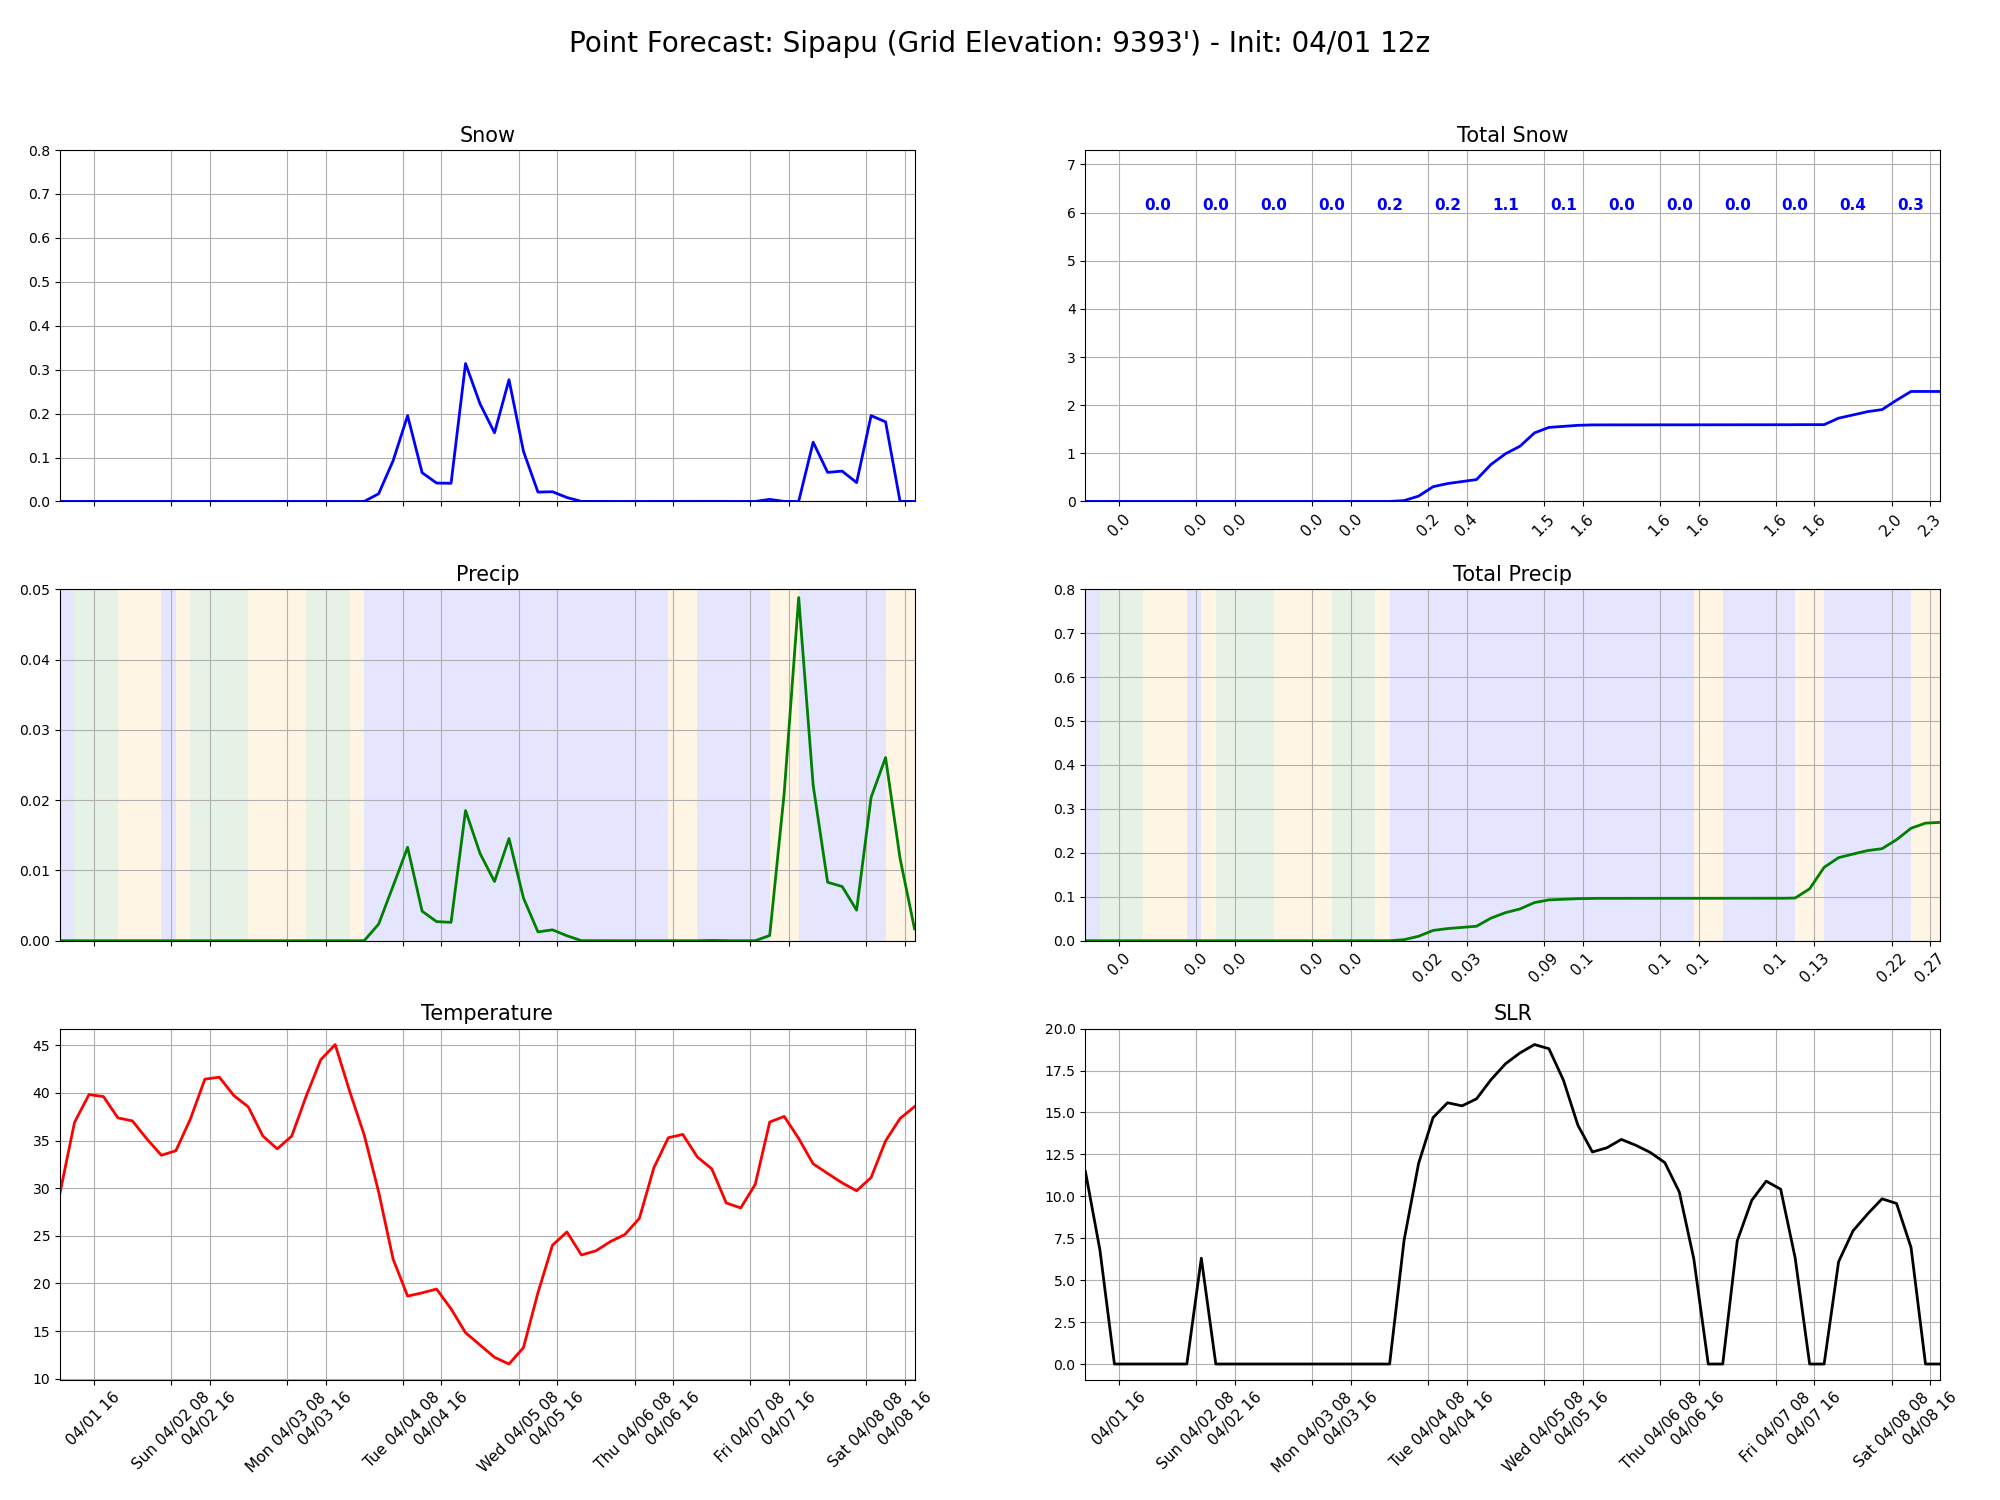 Point Forecast: Sipapu (Grid Elevation: 9393') - Init: 04/01 12z
Snow
0.8
0.7
0.6
0.5
0.4
0.3
0.2
0.1
0.0
Total Snow
7
6
5
4
3
2
1
0
0.0 0.0 0.0 0.0 0.2 0.2 1.1 0.1 0.0 0.0 0.0 0.0 0.4 0.3
0.0 0.0 0.0 0.0 0.0 0.2 0.4 1.5 1.6 1.6 1.6 1.6 1.6 2.0 2.3
Precip
0.05
0.04
0.03
0.02
0.01
0.00
Total Precip
0.8
0.7
0.6
0.5
0.4
0.3
0.2
0.1
0.0
0.0 0.0 0.0 0.0 0.0 0.02 0.03 0.09 0.1 0.1 0.1 0.1 0.13 0.22 0.27
Temperature
45
40
35
30
25
20
15
10
04/01 16
Sun 04/02 08
04/02 16
Mon 04/03 08
04/03 16
Tue 04/04 08
04/04 16
Wed 04/05 08
04/05 16
Thu 04/06 08
04/06 16
Fri 04/07 08
04/07 16
Sat 04/08 08
04/08 16
SLR
20.0
17.5
15.0
12.5
10.0
7.5
5.0
2.5
0.0
04/01 16
Sun 04/02 08
04/02 16
Mon 04/03 08
04/03 16
Tue 04/04 08
04/04 16
Wed 04/05 08
04/05 16
Thu 04/06 08
04/06 16
Fri 04/07 08
04/07 16
Sat 04/08 08
04/08 16